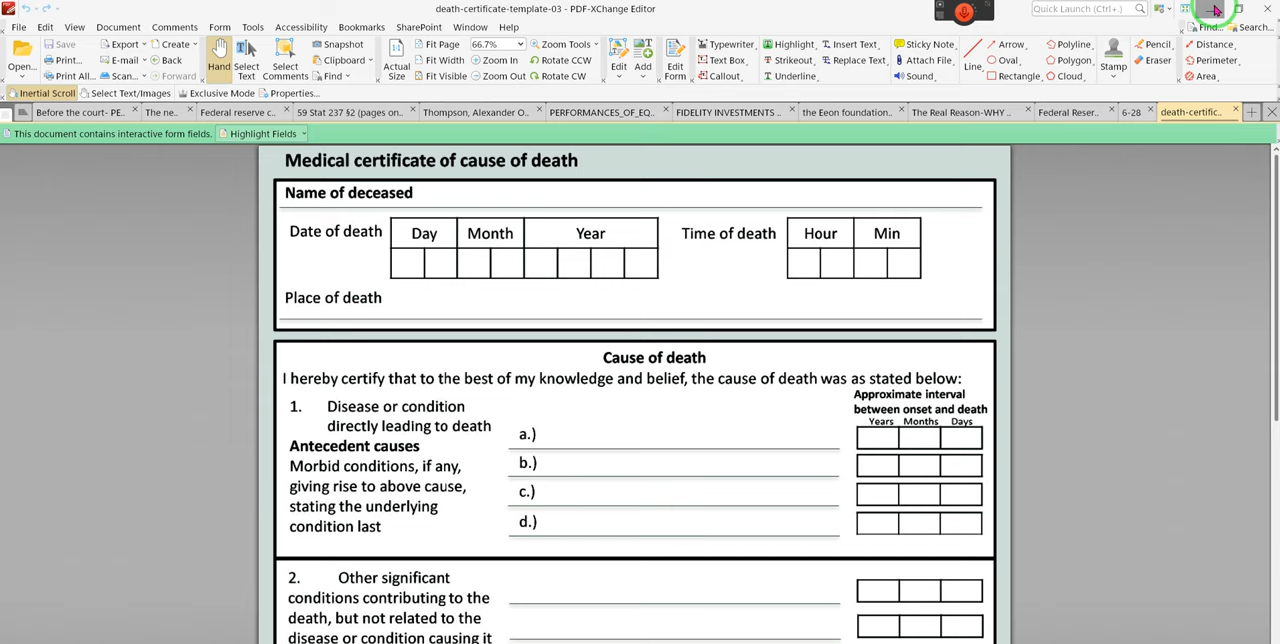 death-certificate-template-03 - PDF-XChange Editor
Quick Launch (Ctrl+.)
File Edit View Document Comments Form Tools Accessibility Bookmarks SharePoint Window Help
Find... Search...
Open... Save Export Create Hand Select Text Select Comments Snapshot Actual Size Fit Page 66.7% Zoom Tools Edit Add Edit Form Typewriter Highlight Insert Text Sticky Note Line Arrow Polyline Stamp Pencil Distance
Print... E-mail Back Clipboard Fit Width Zoom In Rotate CCW Text Box Strikeout Replace Text Attach File Oval Polygon Eraser Perimeter
Print All... Scan... Forward Find Fit Visible Zoom Out Rotate CW Callout Underline Sound Rectangle Cloud Area
Inertial Scroll Select Text/Images Exclusive Mode Properties...
Before the court- PE.. The ne.. Federal reserve c.. 59 Stat 237 §2 (pages on.. Thompson, Alexander O.. PERFORMANCES_OF_EQ.. FIDELITY INVESTMENTS .. the Eeon foundation.. The Real Reason-WHY .. Federal Reser.. 6-28 death-certific..
This document contains interactive form fields. Highlight Fields
Medical certificate of cause of death
Name of deceased
Date of death Day Month Year Time of death Hour Min
Place of death
Cause of death
I hereby certify that to the best of my knowledge and belief, the cause of death was as stated below:
Approximate interval
between onset and death
Years Months Days
1. Disease or condition
directly leading to death
a.)
Antecedent causes
Morbid conditions, if any,
b.)
giving rise to above cause,
c.)
stating the underlying
condition last
d.)
2. Other significant
conditions contributing to the
death, but not related to the
disease or condition causing it